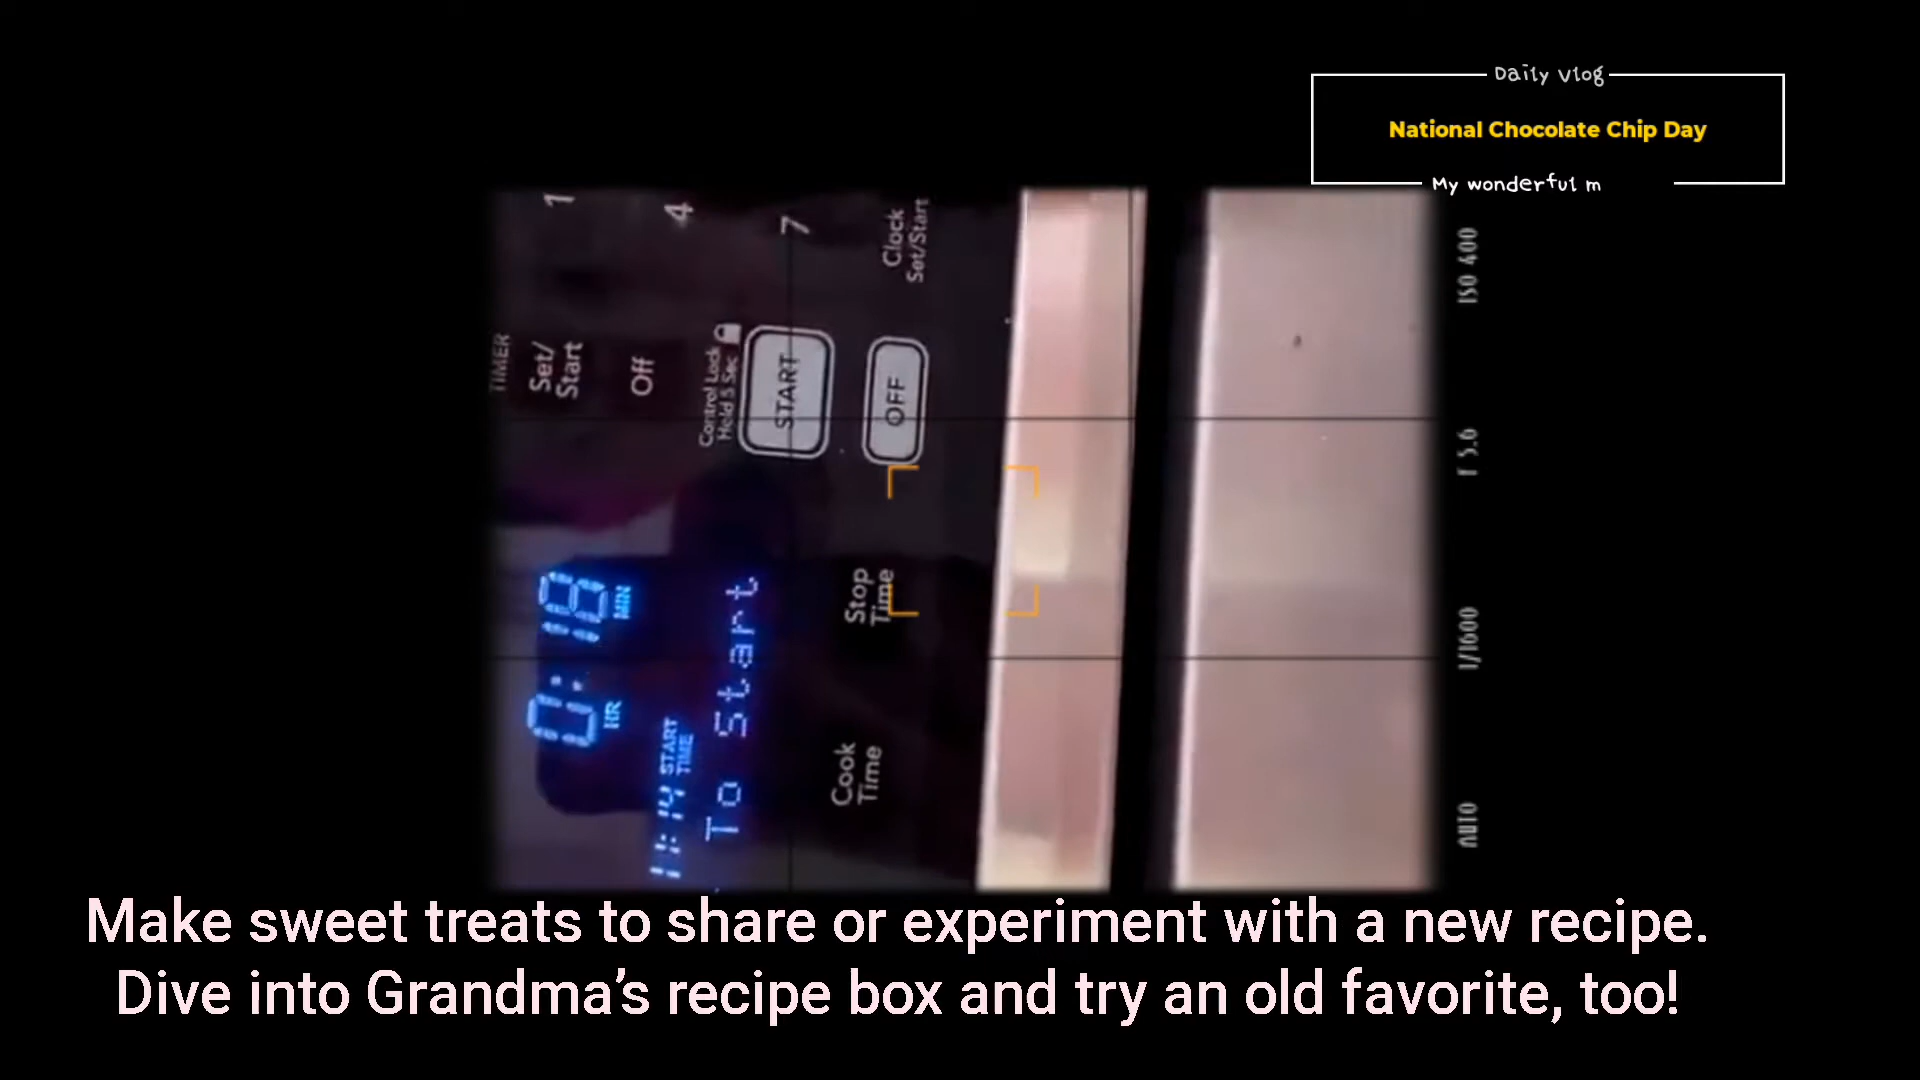 Daily Vlog
National Chocolate Chip Day
My wonderful m
1
4
7
Clock
Set/Start
TIMER
Set/
Start
Off
Control Lock
Held 5 Sec
START
OFF
0:18
HR
MIN
11:14 START
TIME
To Start
Stop
Time
Cook
Time
ISO 400
F 5.6
1/1600
AUTO
Make sweet treats to share or experiment with a new recipe.
Dive into Grandma’s recipe box and try an old favorite, too!